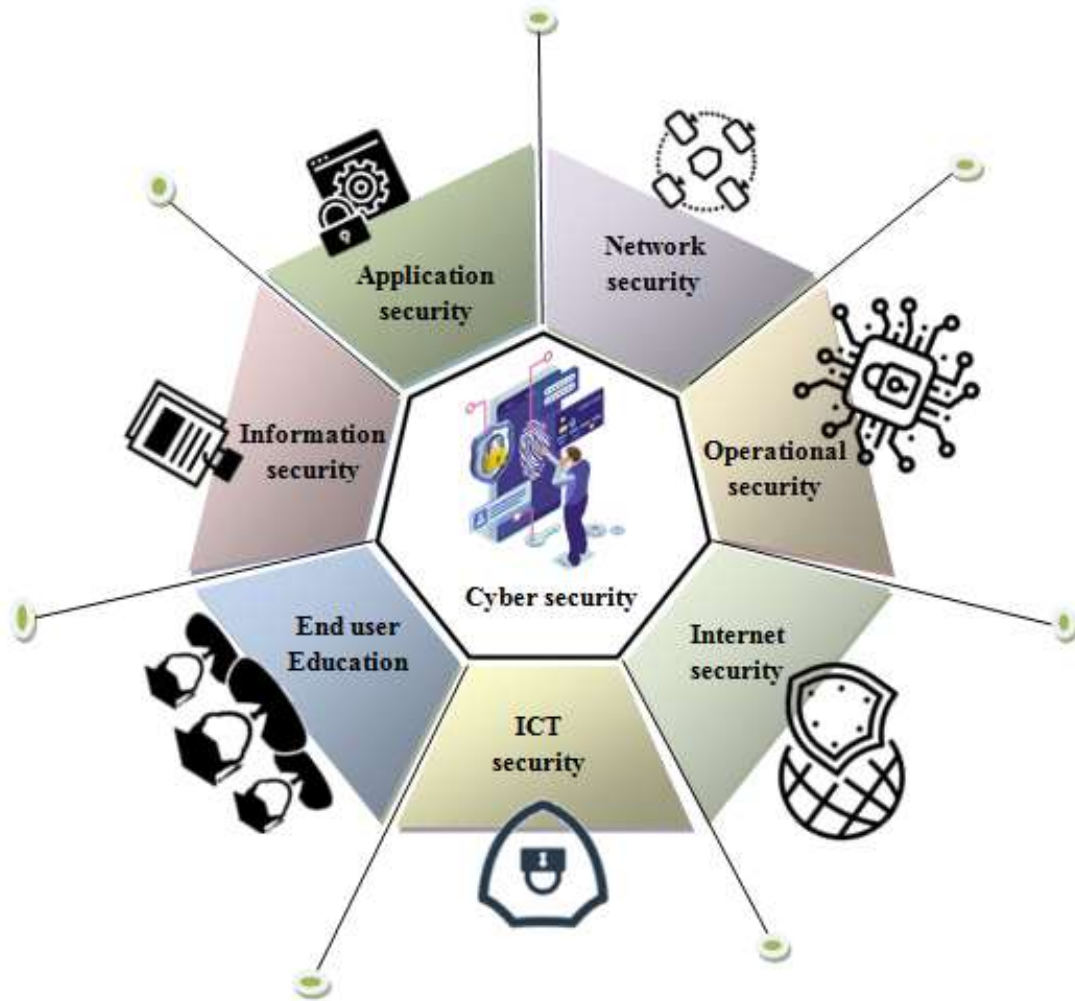 Network
security
Application
security
Information
security
Operational
security
Cyber security
End user
Education
Internet
security
ICT
security